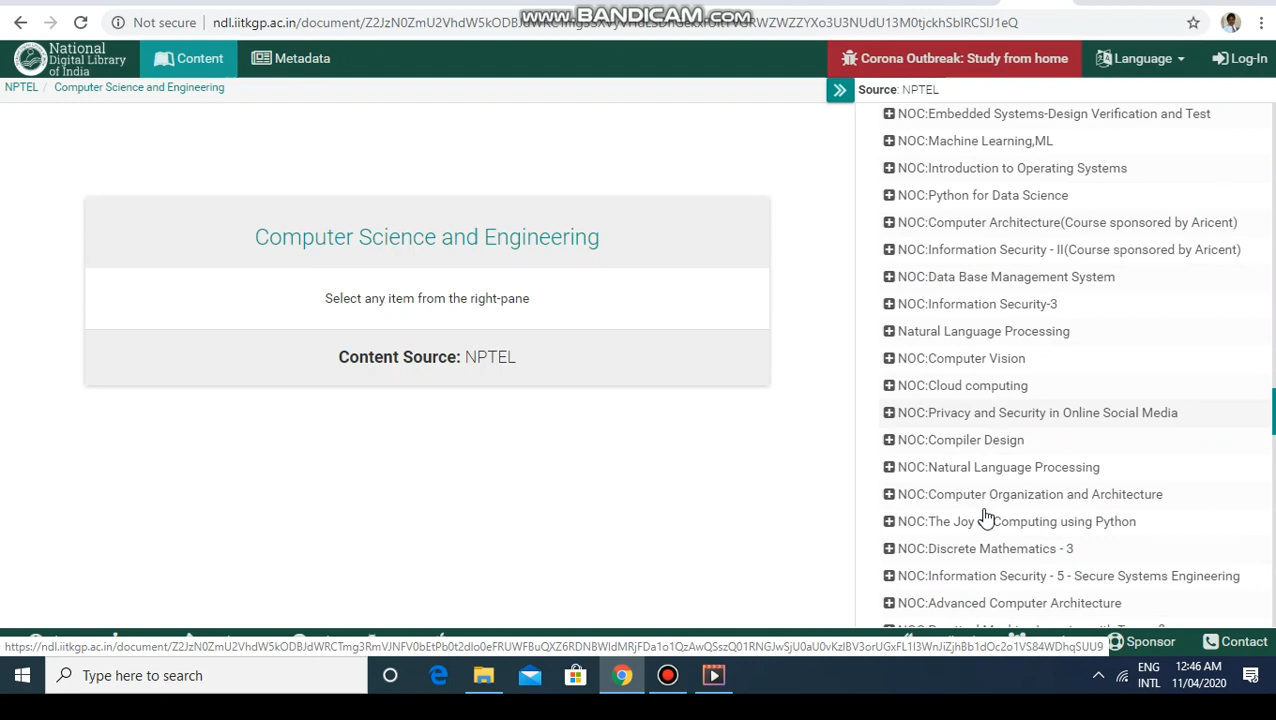 www.BANDICAM.com
Not secure
ndl.iitkgp.ac.in/document/
National
Digital Library
of India
Content
Metadata
Corona Outbreak: Study from home
Language
Log-In
NPTEL / Computer Science and Engineering
Source: NPTEL
NOC:Embedded Systems-Design Verification and Test
NOC:Machine Learning,ML
NOC:Introduction to Operating Systems
NOC:Python for Data Science
NOC:Computer Architecture(Course sponsored by Aricent)
NOC:Information Security - II(Course sponsored by Aricent)
NOC:Data Base Management System
NOC:Information Security-3
Natural Language Processing
NOC:Computer Vision
NOC:Cloud computing
NOC:Privacy and Security in Online Social Media
NOC:Compiler Design
NOC:Natural Language Processing
NOC:Computer Organization and Architecture
NOC:The Joy Computing using Python
NOC:Discrete Mathematics - 3
NOC:Information Security - 5 - Secure Systems Engineering
NOC:Advanced Computer Architecture
Computer Science and Engineering
Select any item from the right-pane
Content Source: NPTEL
Sponsor
Contact
Type here to search
ENG
INTL
12:46 AM
11/04/2020